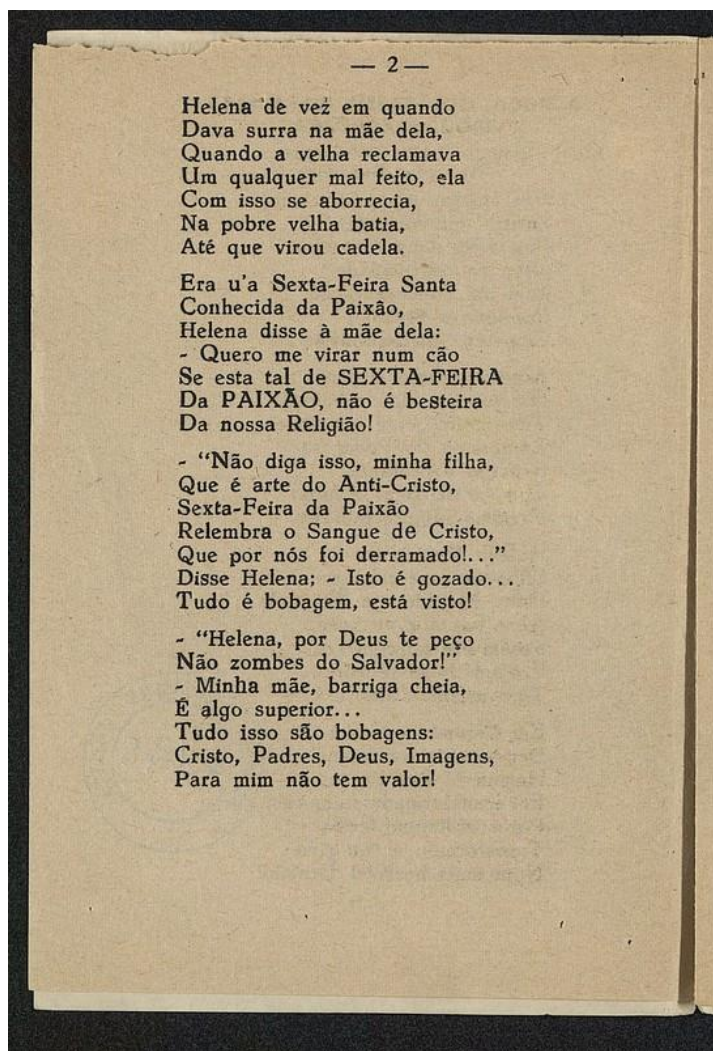 — 2 —
Helena de vez em quando
Dava surra na mãe dela,
Quando a velha reclamava
Um qualquer mal feito, ela
Com isso se aborrecia,
Na pobre velha batia,
Até que virou cadela.
Era u'a Sexta-Feira Santa
Conhecida da Paixão,
Helena disse à mãe dela:
- Quero me virar num cão
Se esta tal de SEXTA-FEIRA
Da PAIXÃO, não é besteira
Da nossa Religião!
- “Não diga isso, minha filha,
Que é arte do Anti-Cristo,
Sexta-Feira da Paixão
Relembra o Sangue de Cristo,
Que por nós foi derramado!...”
Disse Helena; - Isto é gozado...
Tudo é bobagem, está visto!
- “Helena, por Deus te peço
Não zombes do Salvador!”
- Minha mãe, barriga cheia,
É algo superior...
Tudo isso são bobagens:
Cristo, Padres, Deus, Imagens,
Para mim não tem valor!